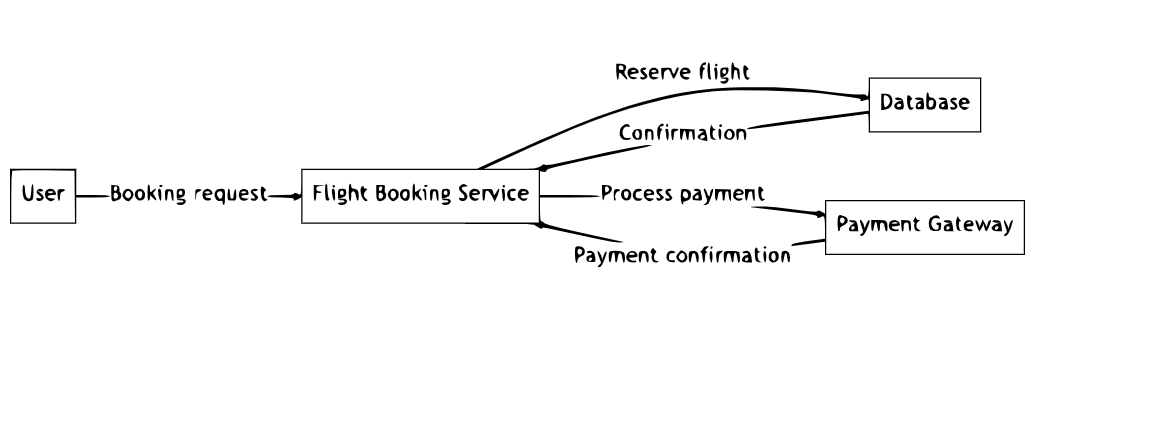 Reserve flight
Database
Confirmation
User
Booking request
Flight Booking Service
Process payment
Payment Gateway
Payment confirmation